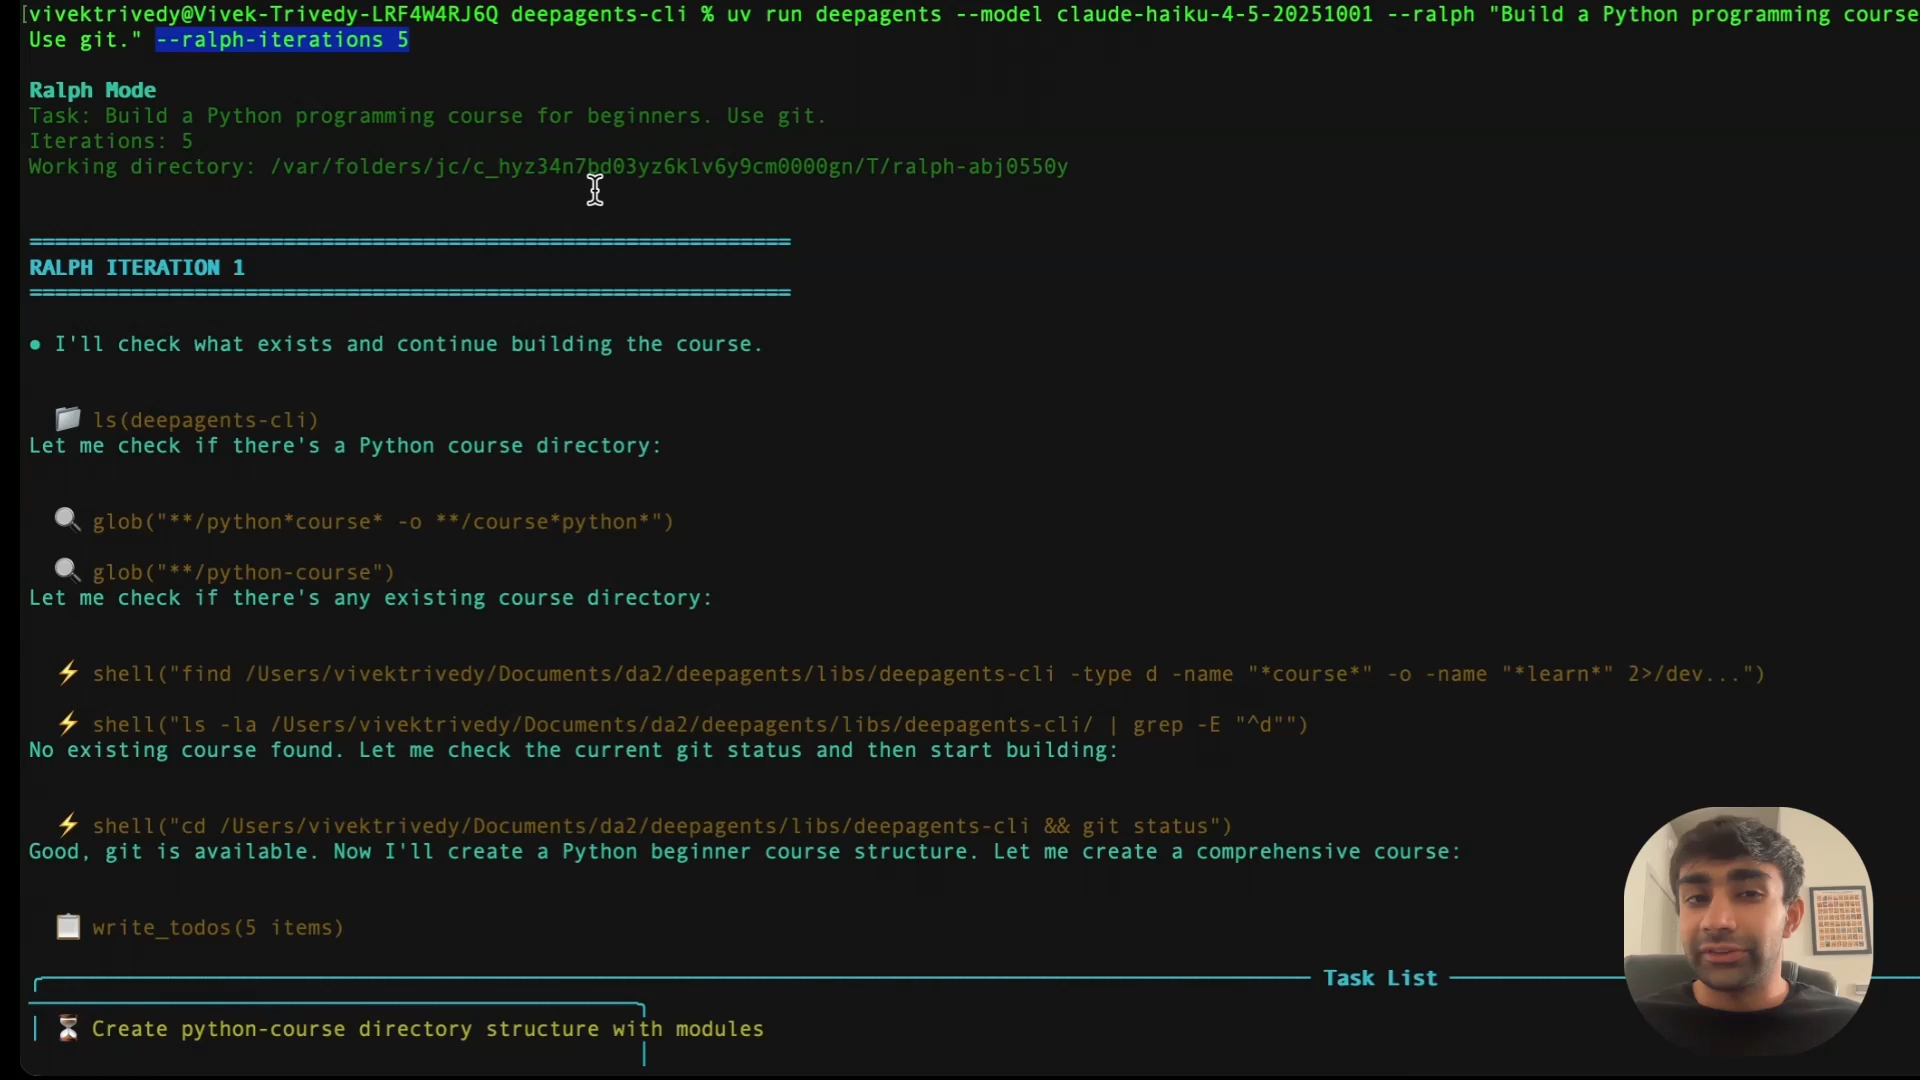 [vivektrivedy@Vivek-Trivedy-LRF4W4RJ6Q deepagents-cli % uv run deepagents --model claude-haiku-4-5-20251001 --ralph "Build a Python programming course
Use git." --ralph-iterations 5
Ralph Mode
Task: Build a Python programming course for beginners. Use git.
Iterations: 5
Working directory: /var/folders/jc/c_hyz34n7bd03yz6klv6y9cm0000gn/T/ralph-abj0550y
RALPH ITERATION 1
● I'll check what exists and continue building the course.
ls(deepagents-cli)
Let me check if there's a Python course directory:
glob("**/python*course* -o **/course*python*")
glob("**/python-course")
Let me check if there's any existing course directory:
shell("find /Users/vivektrivedy/Documents/da2/deepagents/libs/deepagents-cli -type d -name "*course*" -o -name "*learn*" 2>/dev...")
shell("ls -la /Users/vivektrivedy/Documents/da2/deepagents/libs/deepagents-cli/ | grep -E "^d"")
No existing course found. Let me check the current git status and then start building:
shell("cd /Users/vivektrivedy/Documents/da2/deepagents/libs/deepagents-cli && git status")
Good, git is available. Now I'll create a Python beginner course structure. Let me create a comprehensive course:
write_todos(5 items)
Task List
Create python-course directory structure with modules